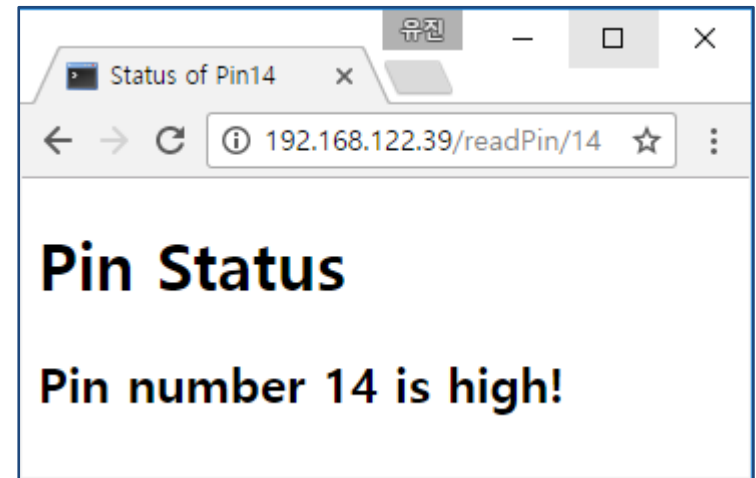 유진
Status of Pin14
192.168.122.39/readPin/14
Pin Status
Pin number 14 is high!